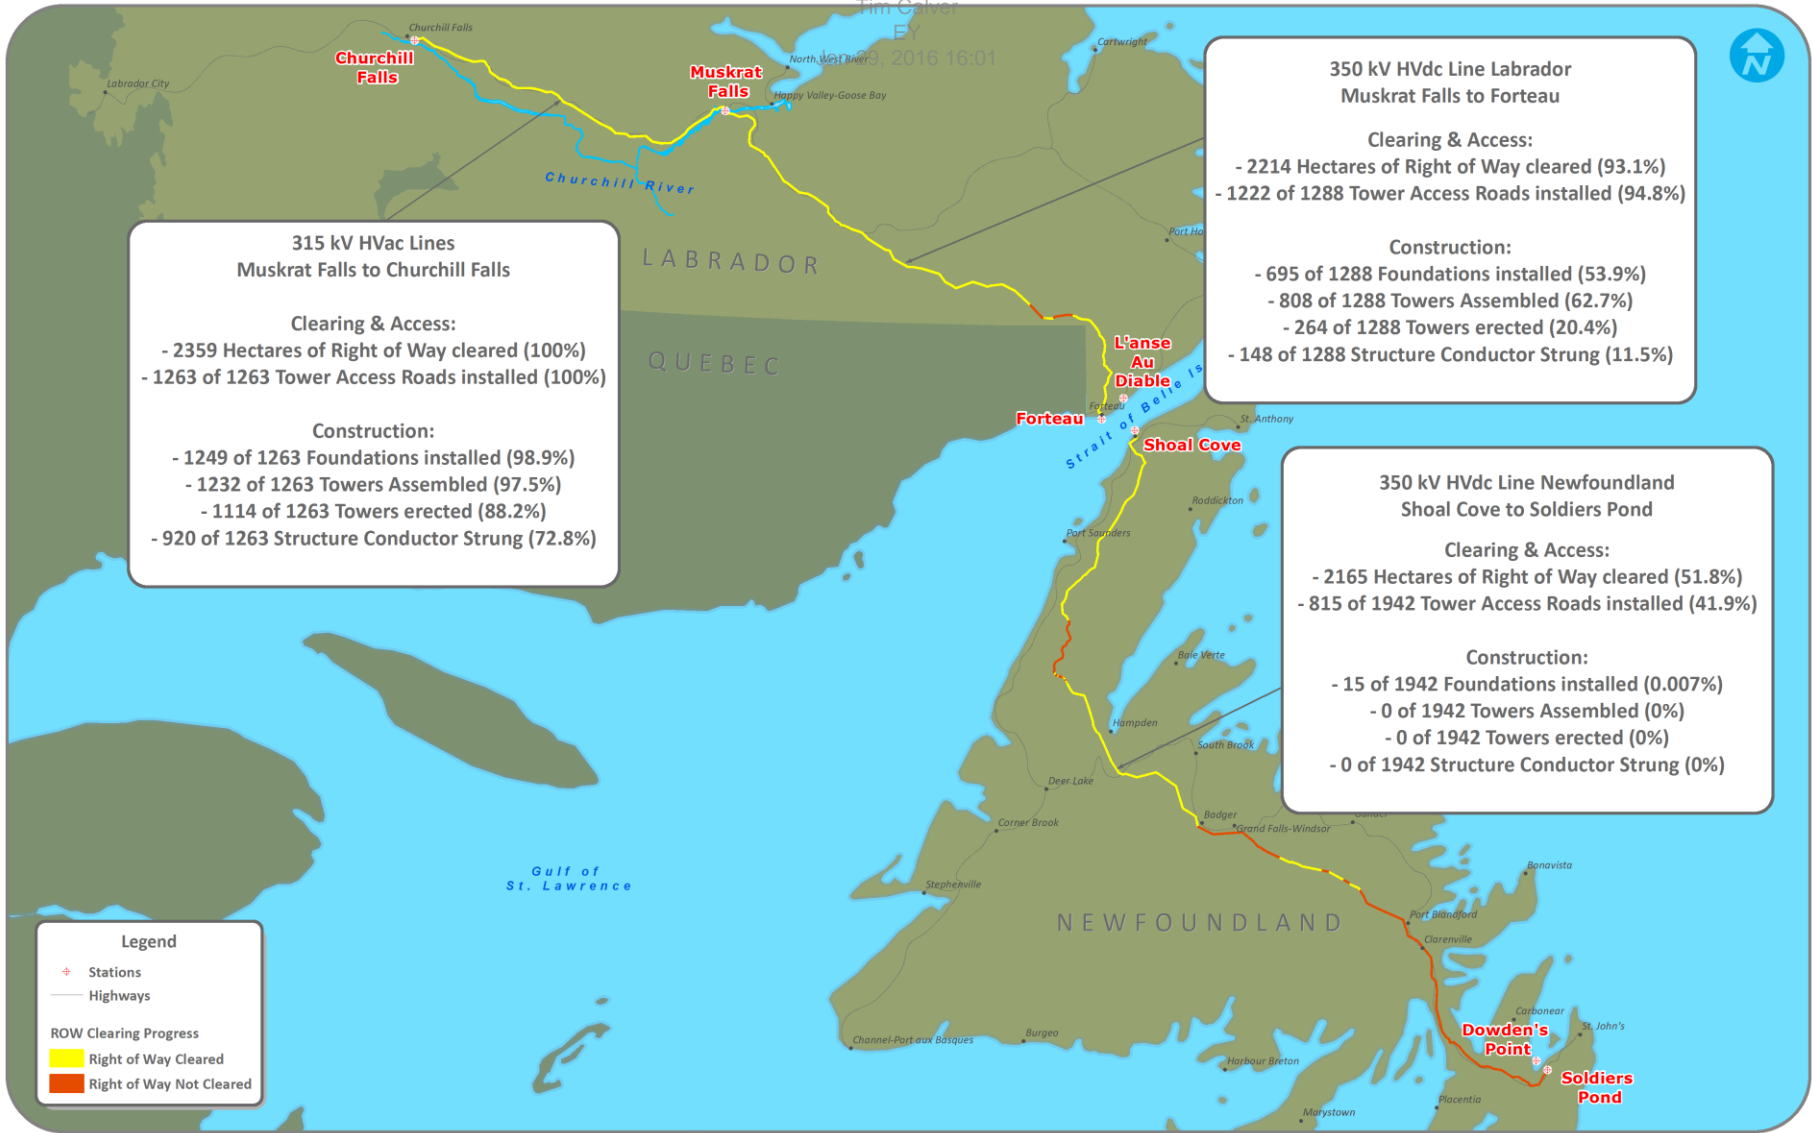 Tim Calver
EY
Jan 29, 2016 16:01
N
Churchill Falls
Churchill
Falls
Labrador City
Muskrat
Falls
North West River
Happy Valley-Goose Bay
Cartwright
Churchill River
Port Ho
LABRADOR
QUEBEC
350 kV HVdc Line Labrador
Muskrat Falls to Forteau
Clearing & Access:
- 2214 Hectares of Right of Way cleared (93.1%)
- 1222 of 1288 Tower Access Roads installed (94.8%)
Construction:
- 695 of 1288 Foundations installed (53.9%)
- 808 of 1288 Towers Assembled (62.7%)
- 264 of 1288 Towers erected (20.4%)
- 148 of 1288 Structure Conductor Strung (11.5%)
315 kV HVac Lines
Muskrat Falls to Churchill Falls
Clearing & Access:
- 2359 Hectares of Right of Way cleared (100%)
- 1263 of 1263 Tower Access Roads installed (100%)
Construction:
- 1249 of 1263 Foundations installed (98.9%)
- 1232 of 1263 Towers Assembled (97.5%)
- 1114 of 1263 Towers erected (88.2%)
- 920 of 1263 Structure Conductor Strung (72.8%)
L'anse
Au
Diable
Forteau
Forteau
Strait of Belle Is
St. Anthony
Shoal Cove
Roddickton
Port Saunders
350 kV HVdc Line Newfoundland
Shoal Cove to Soldiers Pond
Clearing & Access:
- 2165 Hectares of Right of Way cleared (51.8%)
- 815 of 1942 Tower Access Roads installed (41.9%)
Construction:
- 15 of 1942 Foundations installed (0.007%)
- 0 of 1942 Towers Assembled (0%)
- 0 of 1942 Towers erected (0%)
- 0 of 1942 Structure Conductor Strung (0%)
Baie Verte
Hampden
South Brook
Deer Lake
Corner Brook
Badger
Grand Falls-Windsor
Gander
Gulf of
St. Lawrence
Stephenville
Bonavista
NEWFOUNDLAND
Port Blandford
Clarenville
Carbonear
St. John's
Dowden's
Point
Soldiers
Pond
Channel-Port aux Basques
Burgeo
Harbour Breton
Placentia
Marystown
Legend
Stations
Highways
ROW Clearing Progress
Right of Way Cleared
Right of Way Not Cleared